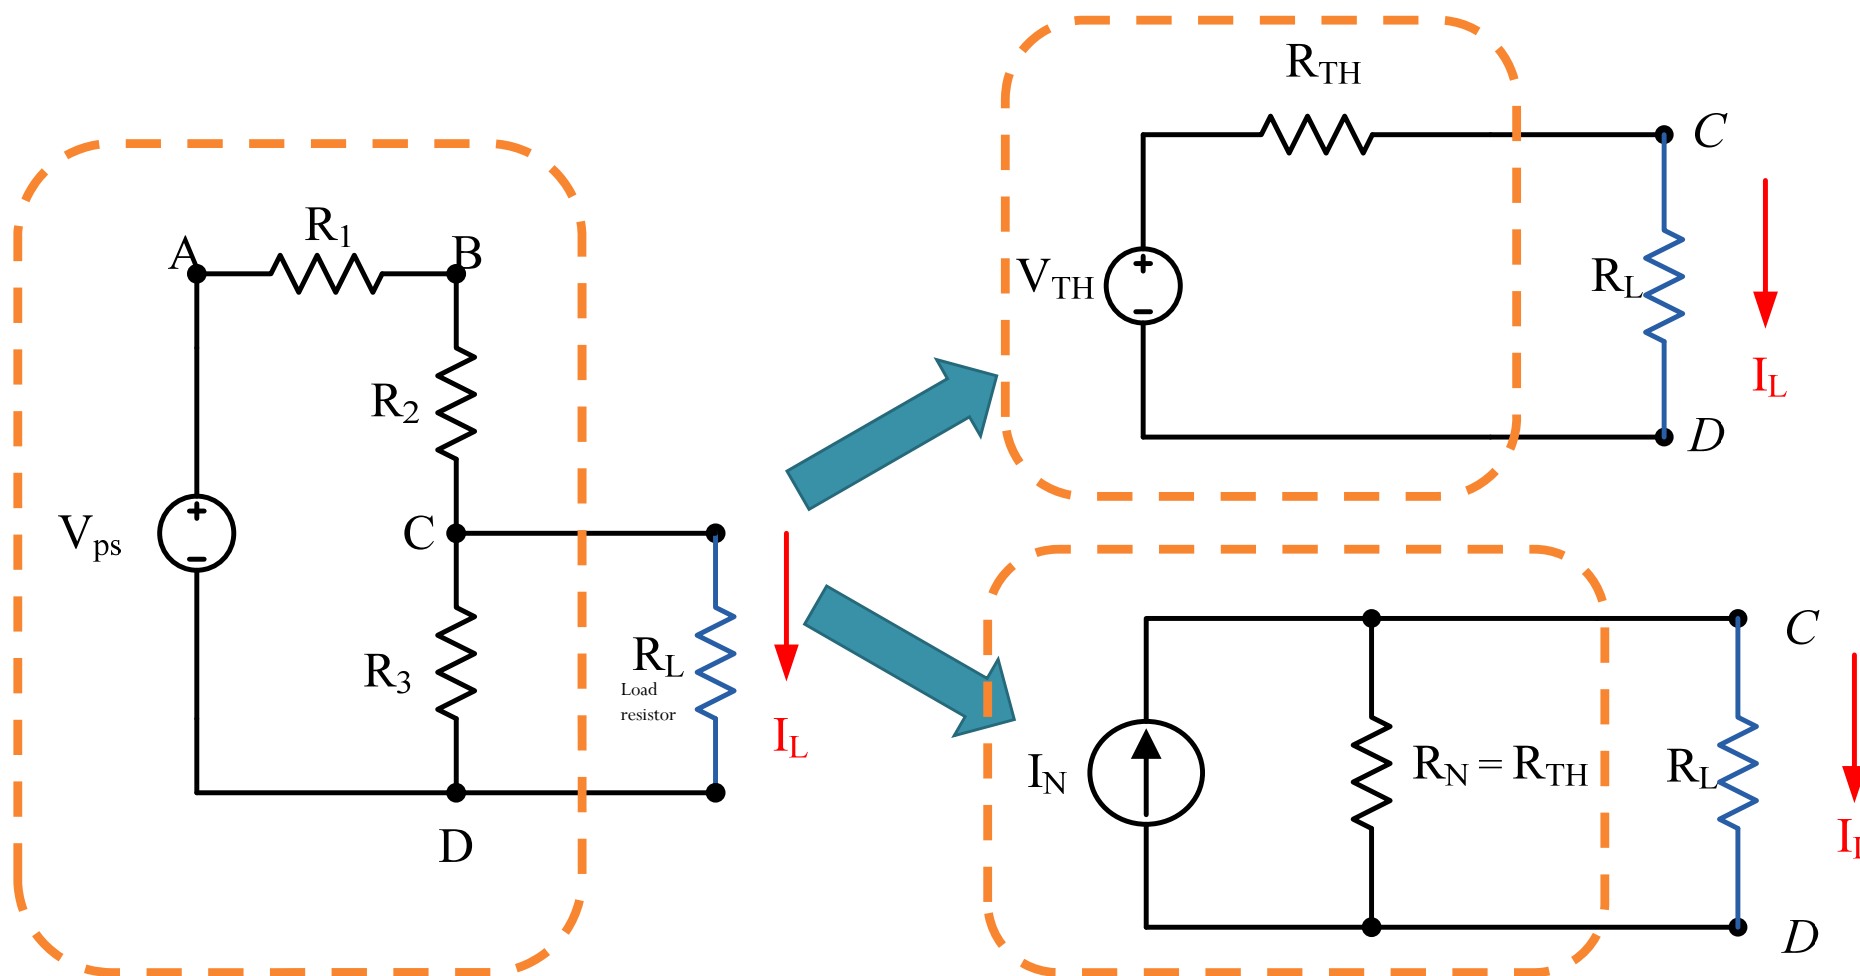 A
R1
B
R2
Vps
C
R3
RL
Load
resistor
IL
D
RTH
VTH
+
−
C
RL
IL
D
IN
RN = RTH
RL
C
D